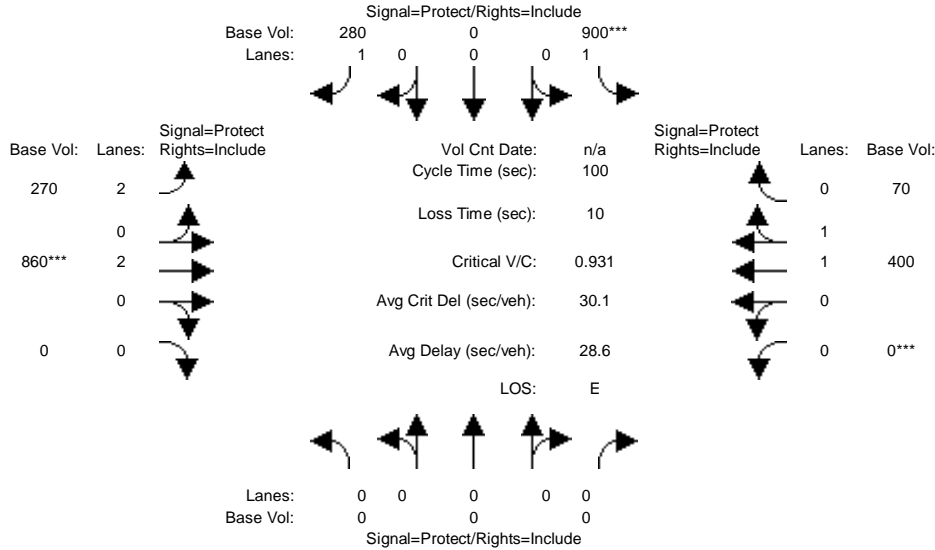 Signal=Protect/Rights=Include
Base Vol: 280 0 900***
Lanes: 1 0 0 0 1
Signal=Protect
Rights=Include
Base Vol: Lanes:
270 2
0
860*** 2
0
0 0
Vol Cnt Date: n/a
Cycle Time (sec): 100
Loss Time (sec): 10
Critical V/C: 0.931
Avg Crit Del (sec/veh): 30.1
Avg Delay (sec/veh): 28.6
LOS: E
Signal=Protect
Rights=Include
Lanes: Base Vol:
0 70
1
1 400
0
0 0***
Lanes: 0 0 0 0 0
Base Vol: 0 0 0
Signal=Protect/Rights=Include